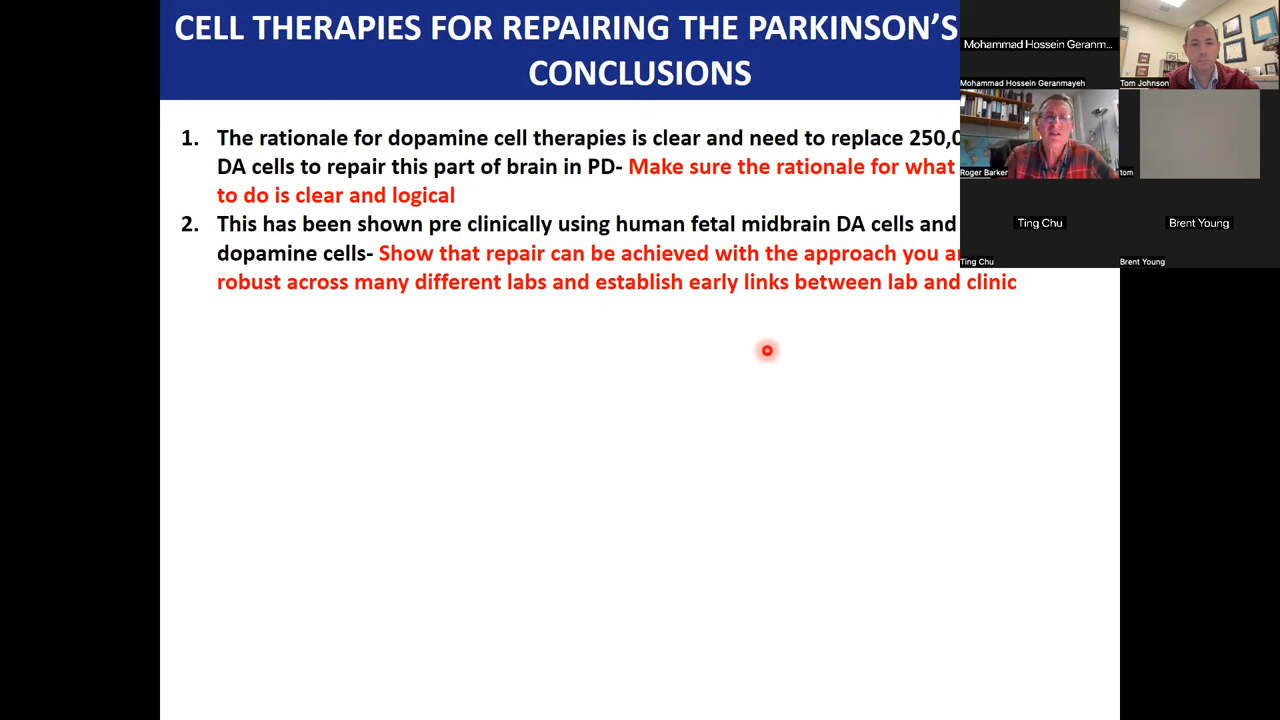 CELL THERAPIES FOR REPAIRING THE PARKINSON'S
CONCLUSIONS
1. The rationale for dopamine cell therapies is clear and need to replace
DA cells to repair this part of brain in PD- Make sure the rationale for what
to do is clear and logical
2. This has been shown pre clinically using human fetal midbrain DA cells and
dopamine cells- Show that repair can be achieved with the approach you
robust across many different labs and establish early links between lab and clinic
Mohammad Hossein Geranm...
Mohammad Hossein Geranmayeh
Tom Johnson
Roger Barker
tom
Ting Chu
Brent Young
Ting Chu
Brent Young